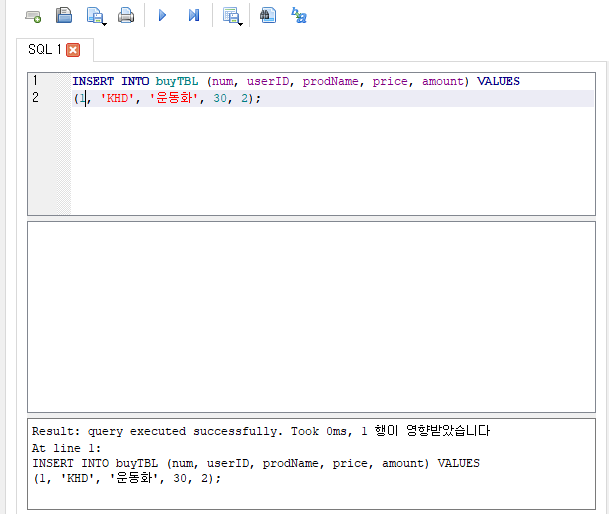 SQL 1
1 INSERT INTO buyTBL (num, userID, prodName, price, amount) VALUES
2 (1, 'KHD', '운동화', 30, 2);
Result: query executed successfully. Took 0ms, 1 행이 영향받았습니다
At line 1:
INSERT INTO buyTBL (num, userID, prodName, price, amount) VALUES
(1, 'KHD', '운동화', 30, 2);